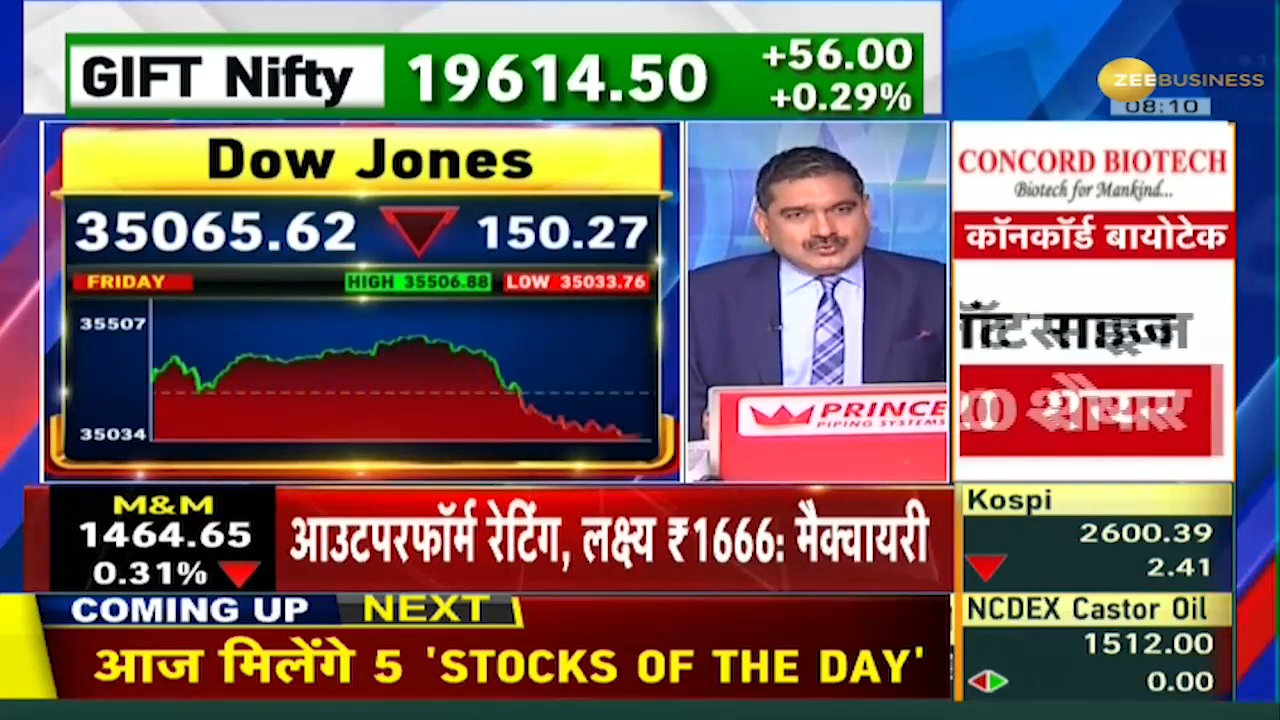 GIFT Nifty
19614.50
+56.00
+0.29%
ZEEBUSINESS
08:10
Dow Jones
35065.62
150.27
FRIDAY
HIGH 35506.88
LOW 35033.76
35507
35034
PRINCE
PIPING SYSTEMS
CONCORD BIOTECH
Biotech for Mankind...
कॉनकॉर्ड बायोटेक
साइज
M&M
1464.65
0.31%
आउटपरफॉर्म रेटिंग, लक्ष्य ₹1666: मैक्वायरी
Kospi
2600.39
2.41
COMING UP NEXT
आज मिलेंगे 5 'STOCKS OF THE DAY'
NCDEX Castor Oil
1512.00
0.00